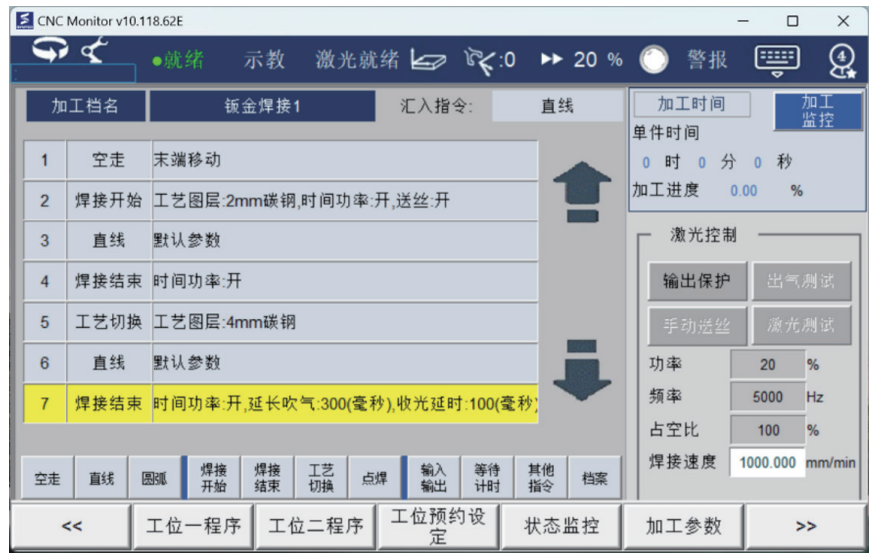 CNC Monitor v10.118.62E
就绪 示教 激光就绪 :0 20 % 警报 4
加工档名 钣金焊接1 汇入指令: 直线
1 空走 末端移动
2 焊接开始 工艺图层:2mm碳钢,时间功率:开,送丝:开
3 直线 默认参数
4 焊接结束 时间功率:开
5 工艺切换 工艺图层:4mm碳钢
6 直线 默认参数
7 焊接结束 时间功率:开,延长吹气:300(毫秒),收光延时:100(毫秒)
空走 直线 圆弧 焊接开始 焊接结束 工艺切换 点焊 输入输出 等待计时 其他指令 档案
加工时间 加工监控
单件时间
0 时 0 分 0 秒
加工进度 0.00 %
激光控制
输出保护 出气测试
手动送丝 激光测试
功率 20 %
频率 5000 Hz
占空比 100 %
焊接速度 1000.000 mm/min
<< 工位一程序 工位二程序 工位预约设定 状态监控 加工参数 >>